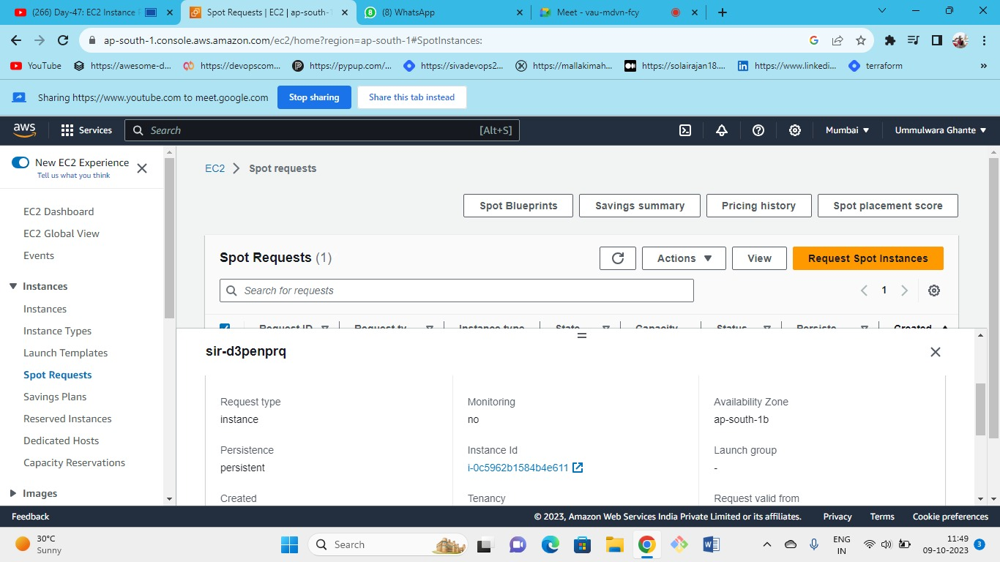 (266) Day-47: EC2 Instance
Spot Requests | EC2 | ap-south-
(8) WhatsApp
Meet - vau-mdvn-fcy
ap-south-1.console.aws.amazon.com/ec2/home?region=ap-south-1#SpotInstances:
YouTube
https://awesome-d...
https://devopscom...
https://pypup.com/...
https://sivadevops2...
https://mallakimah...
https://solairajan18....
https://www.linkedi...
terraform
Sharing https://www.youtube.com to meet.google.com
Stop sharing
Share this tab instead
aws
Services
Search
[Alt+S]
Mumbai
Ummulwara Ghante
New EC2 Experience
Tell us what you think
EC2 Dashboard
EC2 Global View
Events
Instances
Instances
Instance Types
Launch Templates
Spot Requests
Savings Plans
Reserved Instances
Dedicated Hosts
Capacity Reservations
Images
EC2
Spot requests
Spot Blueprints
Savings summary
Pricing history
Spot placement score
Spot Requests (1)
Actions
View
Request Spot Instances
Search for requests
1
Request ID
Request ty
Instance type
State
Capacity
Status
Persiste
Created
sir-d3penprq
Request type
instance
Monitoring
no
Availability Zone
ap-south-1b
Persistence
persistent
Instance Id
i-0c5962b1584b4e611
Launch group
-
Created
Tenancy
Request valid from
Feedback
© 2023, Amazon Web Services India Private Limited or its affiliates.
Privacy
Terms
Cookie preferences
30°C
Sunny
Search
ENG
IN
11:49
09-10-2023
3